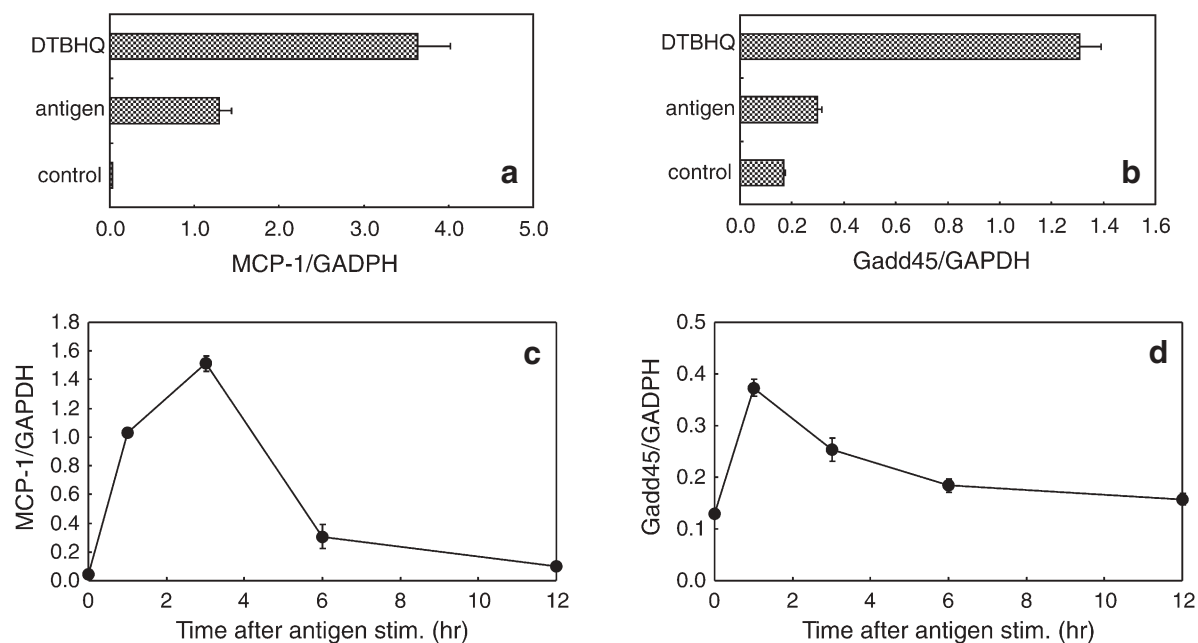 DTBHQ
antigen
control
a
0.0 1.0 2.0 3.0 4.0 5.0
MCP-1/GADPH
DTBHQ
antigen
control
b
0.0 0.2 0.4 0.6 0.8 1.0 1.2 1.4 1.6
Gadd45/GAPDH
MCP-1/GAPDH
1.8
1.6
1.4
1.2
1.0
0.8
0.6
0.4
0.2
0.0
c
0 2 4 6 8 10 12
Time after antigen stim. (hr)
Gadd45/GADPH
0.5
0.4
0.3
0.2
0.1
0.0
d
0 2 4 6 8 10 12
Time after antigen stim. (hr)